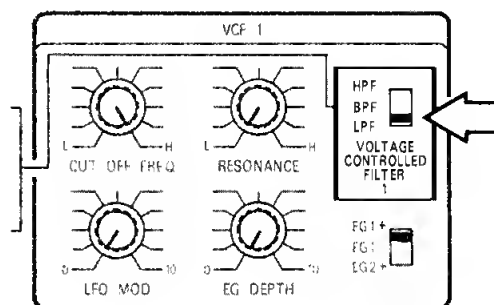 VCF 1
HPF
BPF
LPF
VOLTAGE
CONTROLLED
FILTER
1
L H
CUT OFF FREQ
L H
RESONANCE
EG1+
EG1-
EG2+
0 10
LFO MOD
0 10
EG DEPTH